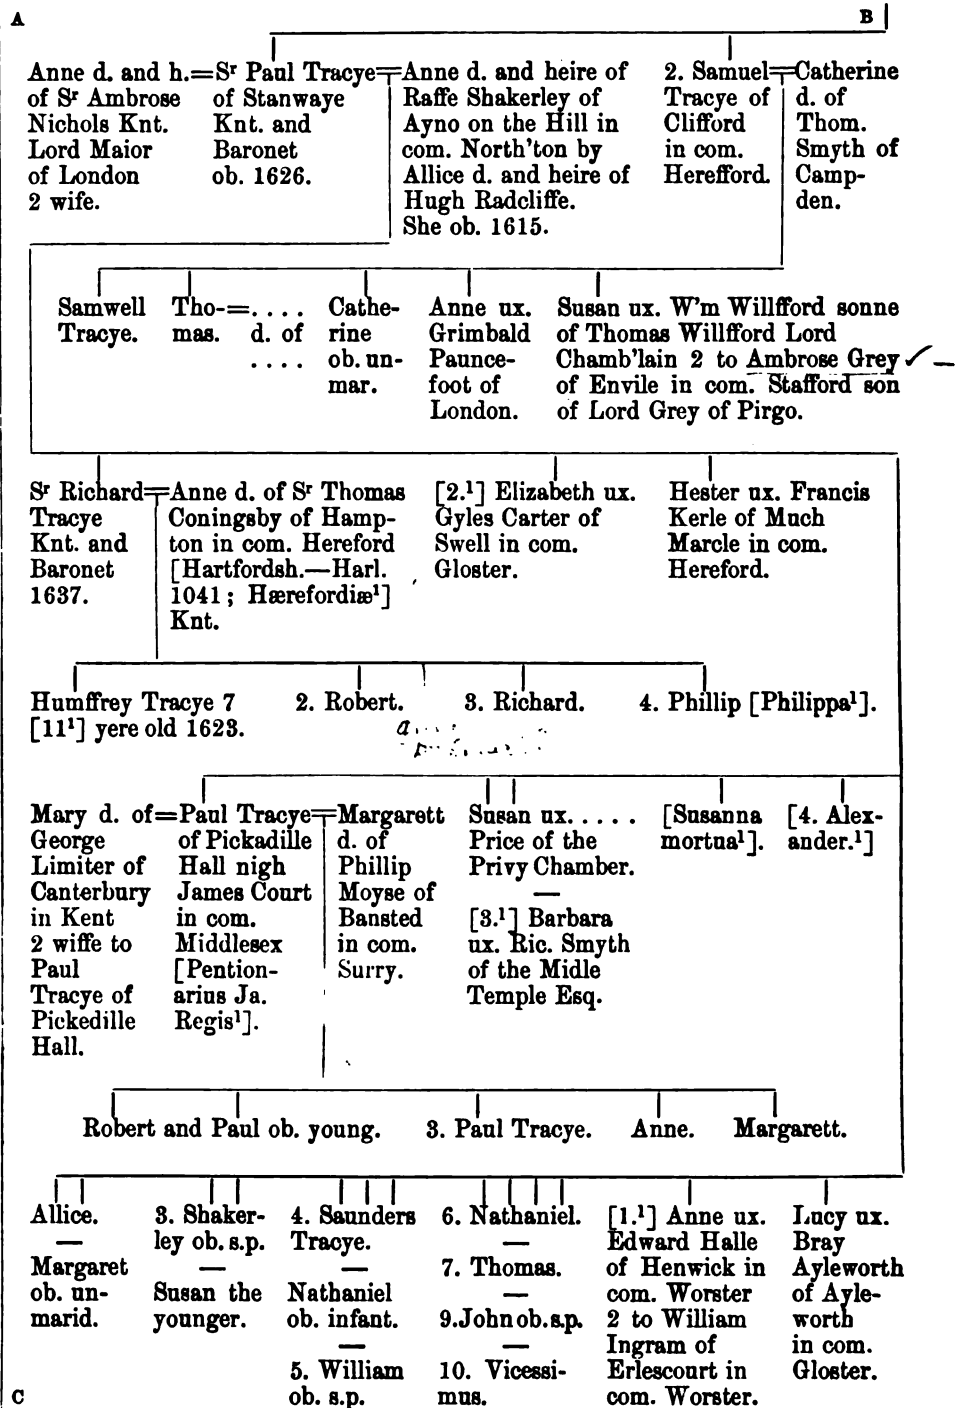 A
B
Anne d. and h.=Sr Paul Tracye=Anne d. and heire of
of Sr Ambrose
Nichols Knt.
Lord Maior
of London
2 wife.
of Stanwaye
Knt. and
Baronet
ob. 1626.
Raffe Shakerley of
Ayno on the Hill in
com. North'ton by
Allice d. and heire of
Hugh Radcliffe.
She ob. 1615.
2. Samuel=Catherine
Tracye of
Clifford
in com.
Herefford.
d. of
Thom.
Smyth of
Camp-
den.
Samwell
Tracye.
Tho-=....
mas. d. of
....
Cathe-
rine
ob. un-
mar.
Anne ux.
Grimbald
Paunce-
foot of
London.
Susan ux. W'm Willfford sonne
of Thomas Willfford Lord
Chamb'lain 2 to Ambrose Grey
of Envile in com. Stafford son
of Lord Grey of Pirgo.
Sr Richard=Anne d. of Sr Thomas
Tracye
Knt. and
Baronet
1637.
Coningsby of Hamp-
ton in com. Hereford
[Hartfordsh.—Harl.
1041; Hærefordiæ¹]
Knt.
[2.¹] Elizabeth ux.
Gyles Carter of
Swell in com.
Gloster.
Hester ux. Francis
Kerle of Much
Marcle in com.
Hereford.
Humffrey Tracye 7
[11¹] yere old 1623.
2. Robert.
3. Richard.
4. Phillip [Philippa¹].
Mary d. of=Paul Tracye=Margarett
George
Limiter of
Canterbury
in Kent
2 wiffe to
Paul
Tracye of
Pickedille
Hall.
of Pickadille
Hall nigh
James Court
in com.
Middlesex
[Pention-
arius Ja.
Regis¹].
d. of
Phillip
Moyse of
Bansted
in com.
Surry.
Susan ux.....
Price of the
Privy Chamber.
—
[3.¹] Barbara
ux. Ric. Smyth
of the Midle
Temple Esq.
[Susanna
mortua¹].
[4. Alex-
ander.¹]
Robert and Paul ob. young.
3. Paul Tracye.
Anne.
Margarett.
Allice.
—
Margaret
ob. un-
marid.
3. Shaker-
ley ob. s.p.
—
Susan the
younger.
4. Saunders
Tracye.
—
Nathaniel
ob. infant.
—
5. William
ob. s.p.
6. Nathaniel.
—
7. Thomas.
—
9. John ob. s.p.
—
10. Vicessi-
mus.
[1.¹] Anne ux.
Edward Halle
of Henwick in
com. Worster
2 to William
Ingram of
Erlescourt in
com. Worster.
Lucy ux.
Bray
Ayleworth
of Ayle-
worth
in com.
Gloster.
C